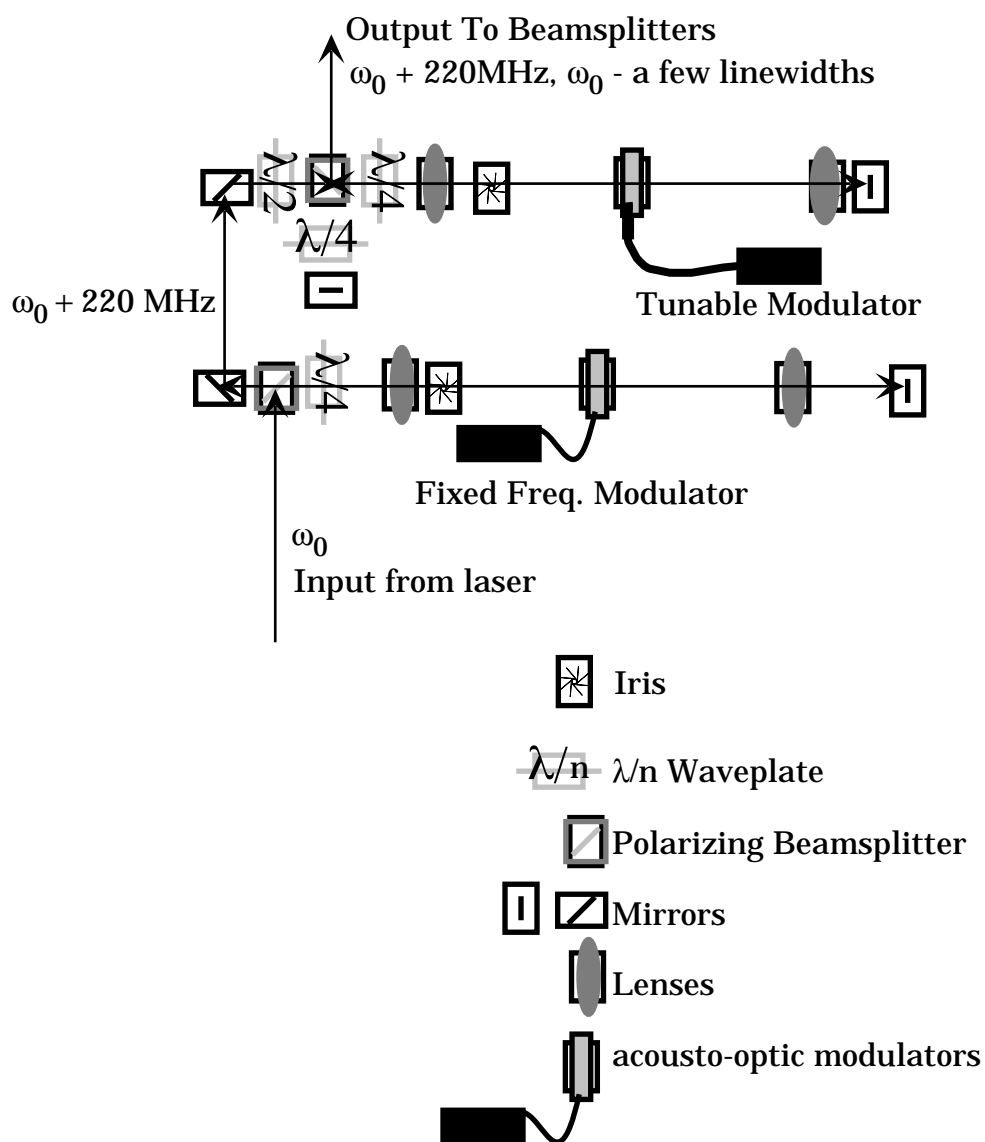 Output To Beamsplitters
ω₀ + 220MHz, ω₀ - a few linewidths
λ/2
λ/4
λ/4
ω₀ + 220 MHz
Tunable Modulator
λ/4
Fixed Freq. Modulator
ω₀
Input from laser
Iris
λ/n
λ/n Waveplate
Polarizing Beamsplitter
Mirrors
Lenses
acousto-optic modulators